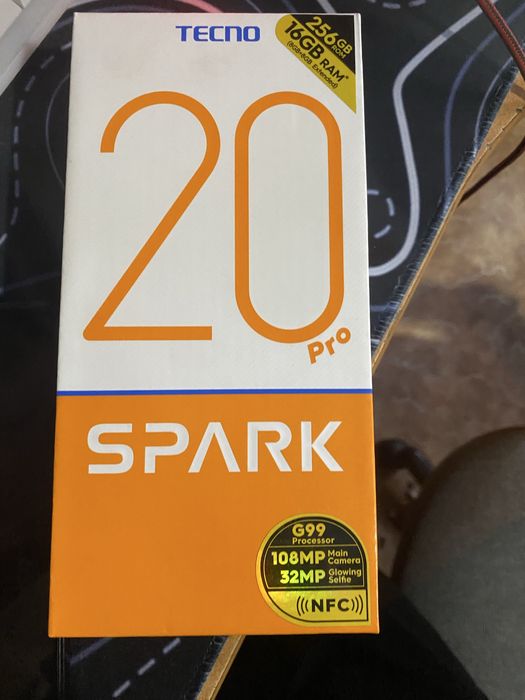 TECNO
256GB ROM
16GB RAM*
(8GB+8GB Extended)
20
Pro
SPARK
G99
Processor
108MP Main Camera
32MP Glowing Selfie
(((NFC)))